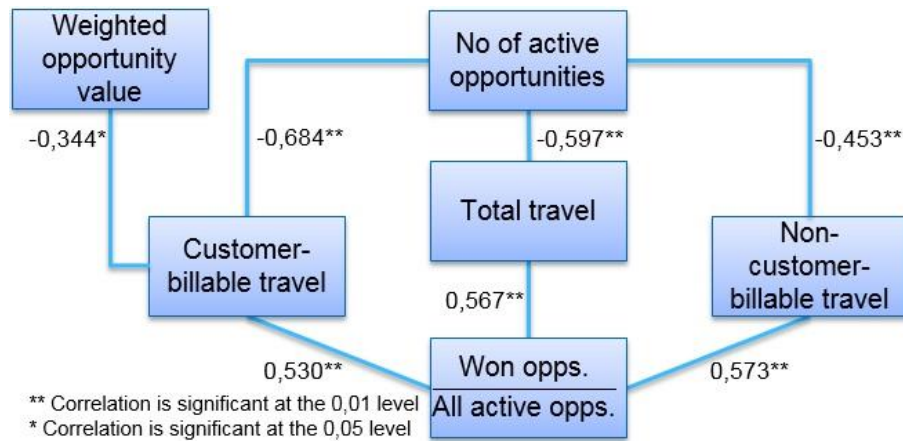 Weighted
opportunity
value
No of active
opportunities
-0,344*
-0,684**
-0,597**
-0,453**
Total travel
Customer-
billable travel
Non-
customer-
billable travel
0,567**
0,530**
Won opps.
All active opps.
0,573**
** Correlation is significant at the 0,01 level
* Correlation is significant at the 0,05 level